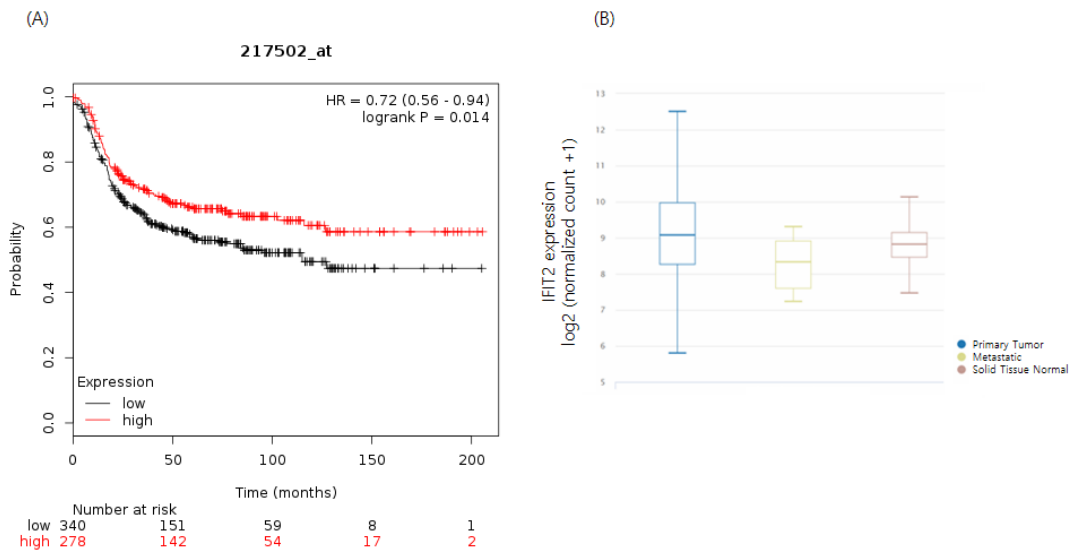 (A)
217502_at
HR = 0.72 (0.56 - 0.94)
logrank P = 0.014
Probability
1.0
0.8
0.6
0.4
0.2
0.0
Expression
low
high
0 50 100 150 200
Time (months)
Number at risk
low 340 151 59 8 1
high 278 142 54 17 2
(B)
IFIT2 expression
log2 (normalized count +1)
13
12
11
10
9
8
7
6
5
Primary Tumor
Metastatic
Solid Tissue Normal